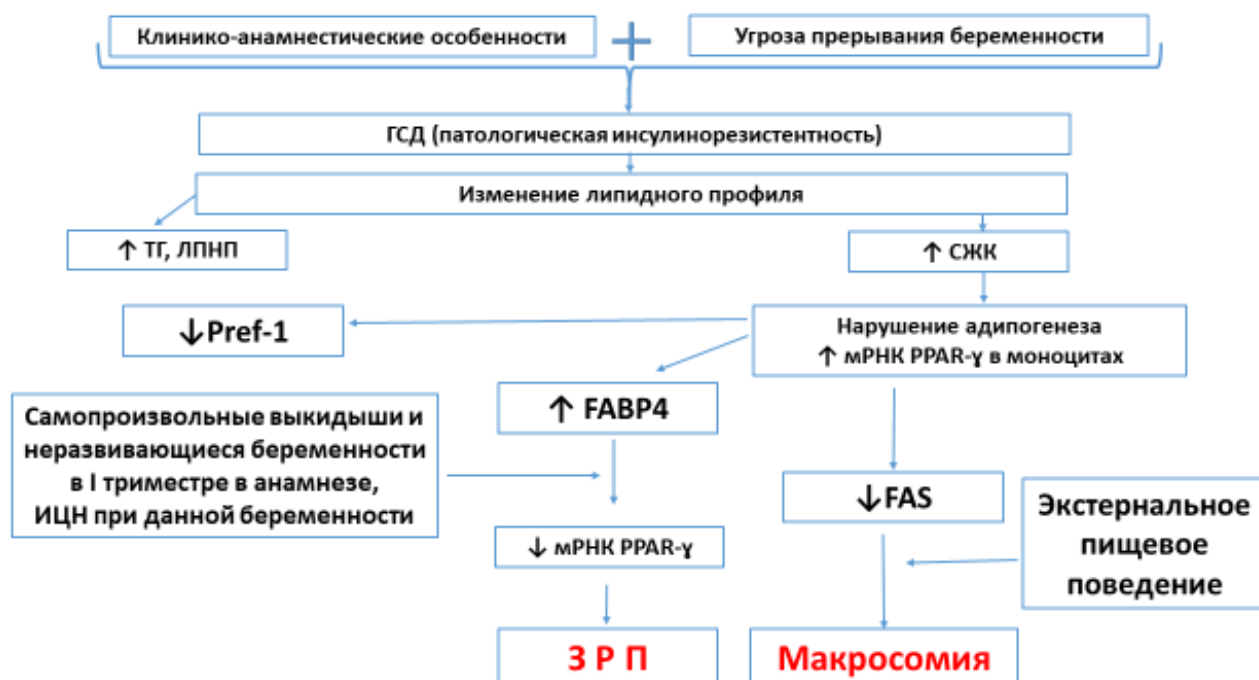 Клинико-анамнестические особенности
+
Угроза прерывания беременности
ГСД (патологическая инсулинорезистентность)
Изменение липидного профиля
↑ ТГ, ЛПНП
↑ СЖК
↓Pref-1
Нарушение адипогенеза
↑ мРНК PPAR-ɣ в моноцитах
↑ FABP4
Самопроизвольные выкидыши и
неразвивающиеся беременности
в I триместре в анамнезе,
ИЦН при данной беременности
↓FAS
Экстернальное
пищевое
поведение
↓ мРНК PPAR-ɣ
З Р П
Макросомия